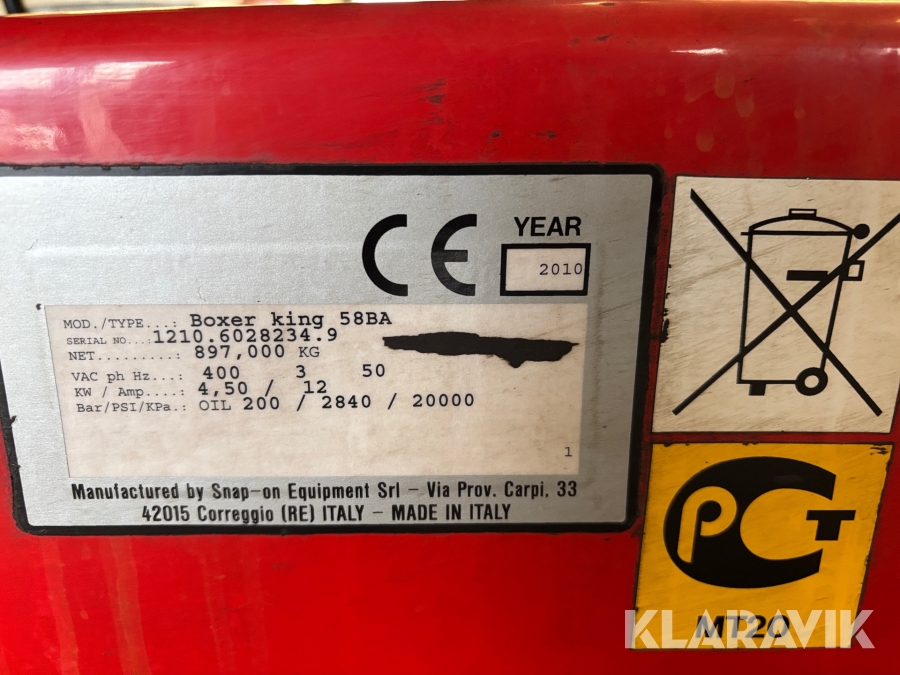 CE
YEAR
2010
MOD./TYPE...: Boxer king 58BA
SERIAL NO...:1210.6028234.9
NET.........: 897,000 KG
VAC ph Hz...: 400 3 50
KW / Amp....: 4,50 / 12
Bar/PSI/KPa.: OIL 200 / 2840 / 20000
1
Manufactured by Snap-on Equipment Srl - Via Prov. Carpi. 33
42015 Correggio (RE) ITALY - MADE IN ITALY
PCT
MT20
KLARAVIK